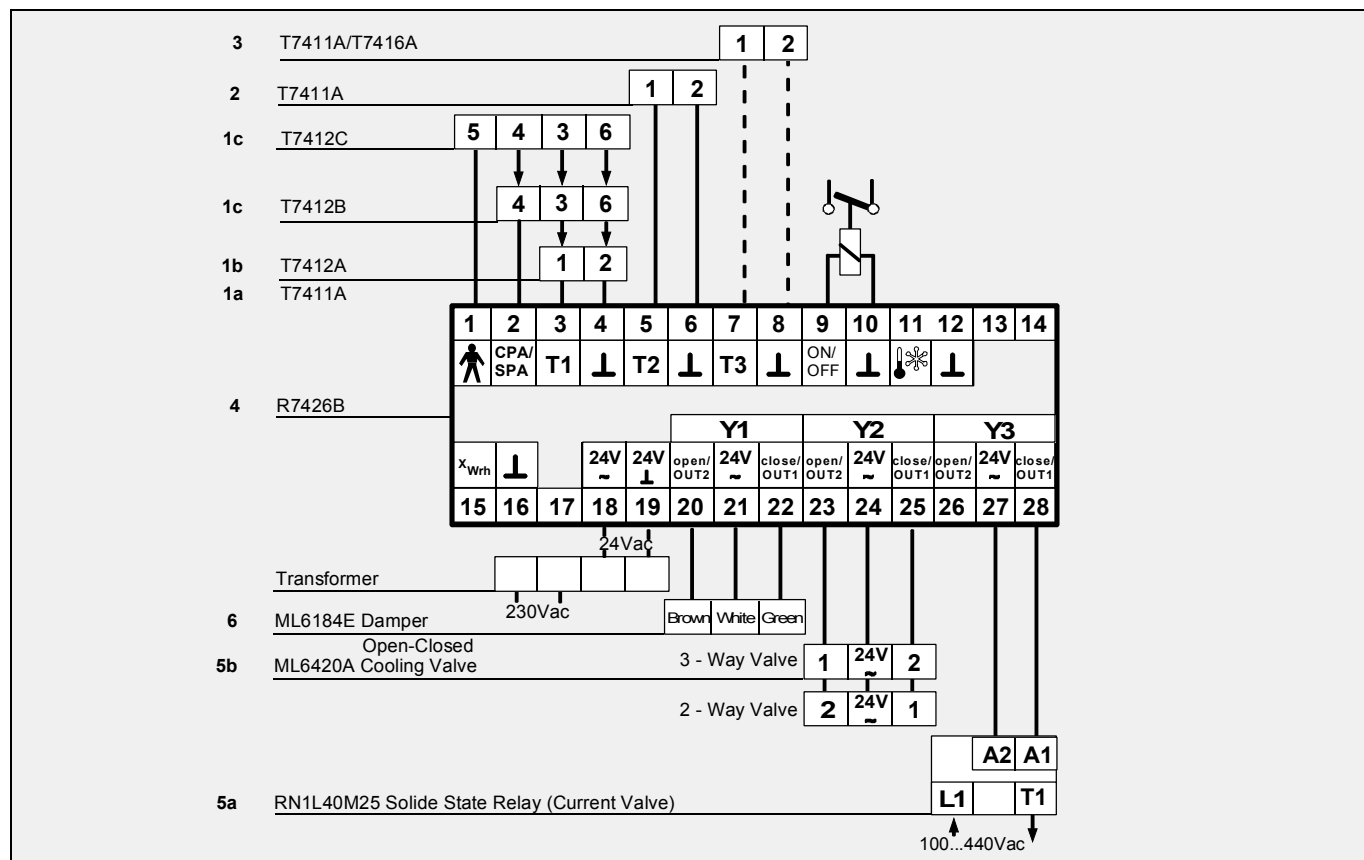 3 T7411A/T7416A 1 2
2 T7411A 1 2
1c T7412C 5 4 3 6
1c T7412B 4 3 6
1b T7412A 1 2
1a T7411A
1 2 3 4 5 6 7 8 9 10 11 12 13 14
CPA/ SPA T1 T2 T3 ON/ OFF
4 R7426B
Y1 Y2 Y3
XWrh 24V ~ 24V open/ OUT2 24V ~ close/ OUT1 open/ OUT2 24V ~ close/ OUT1 open/ OUT2 24V ~ close/ OUT1
15 16 17 18 19 20 21 22 23 24 25 26 27 28
24Vac
Transformer
230Vac
6 ML6184E Damper Brown White Green
Open-Closed
5b ML6420A Cooling Valve 3 - Way Valve 1 24V ~ 2
2 - Way Valve 2 24V ~ 1
A2 A1
5a RN1L40M25 Solide State Relay (Current Valve) L1 T1
100...440Vac